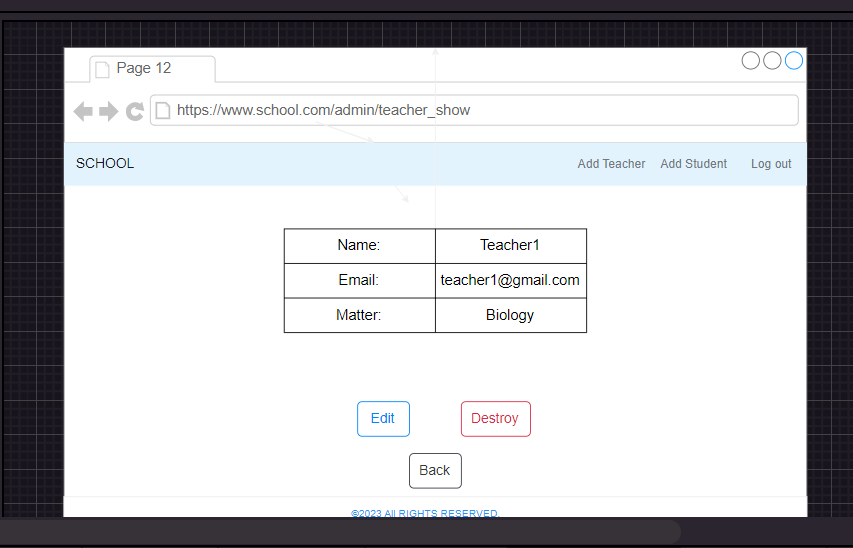 Page 12
https://www.school.com/admin/teacher_show
SCHOOL Add Teacher Add Student Log out
Name: Teacher1
Email: teacher1@gmail.com
Matter: Biology
Edit Destroy
Back
©2023 All RIGHTS RESERVED.